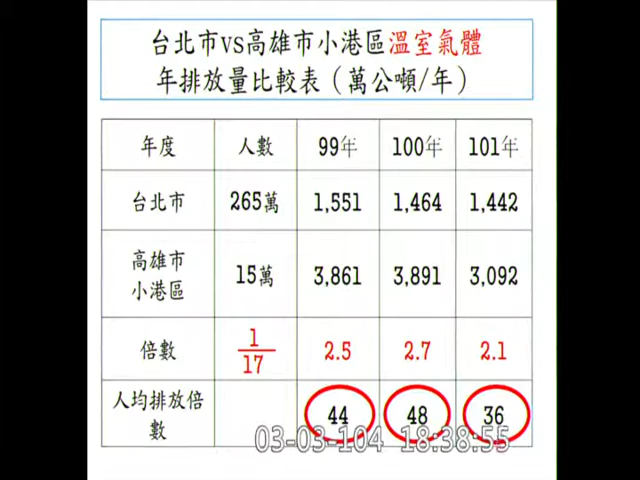 台北市VS高雄市小港區溫室氣體
年排放量比較表（萬公噸/年）
年度 人數 99年 100年 101年
台北市 265萬 1,551 1,464 1,442
高雄市
小港區 15萬 3,861 3,891 3,092
倍數 1/17 2.5 2.7 2.1
人均排放倍
數 44 48 36
03-03-104 18:38:55